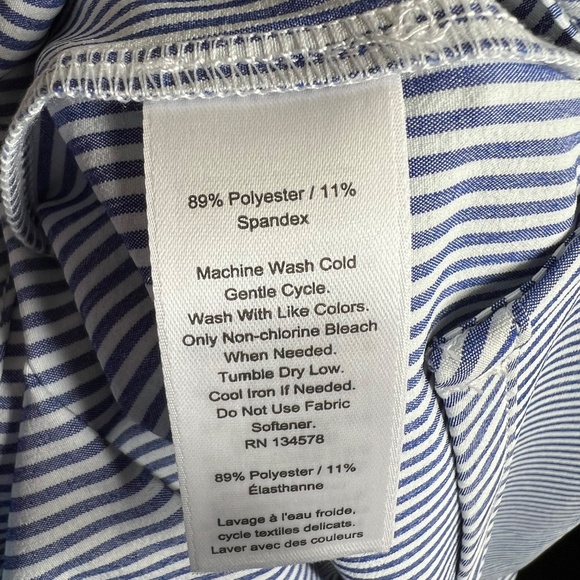 89% Polyester / 11%
Spandex
Machine Wash Cold
Gentle Cycle.
Wash With Like Colors.
Only Non-chlorine Bleach
When Needed.
Tumble Dry Low.
Cool Iron If Needed.
Do Not Use Fabric
Softener.
RN 134578
89% Polyester / 11%
Élasthanne
Lavage à l'eau froide,
cycle textiles délicats.
Laver avec des couleurs